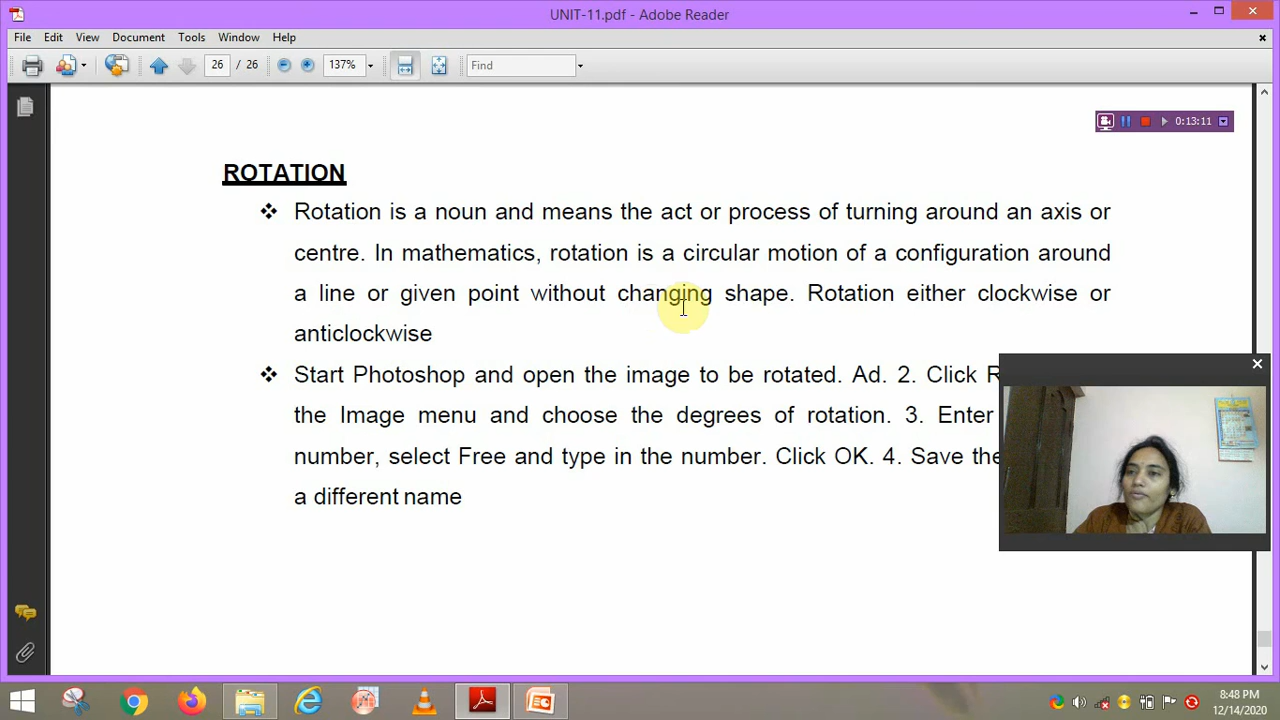 UNIT-11.pdf - Adobe Reader
File Edit View Document Tools Window Help
26 / 26 137% Find
0:13:11
ROTATION
❖ Rotation is a noun and means the act or process of turning around an axis or
centre. In mathematics, rotation is a circular motion of a configuration around
a line or given point without changing shape. Rotation either clockwise or
anticlockwise
❖ Start Photoshop and open the image to be rotated. Ad. 2. Click R
the Image menu and choose the degrees of rotation. 3. Enter
number, select Free and type in the number. Click OK. 4. Save the
a different name
8:48 PM
12/14/2020